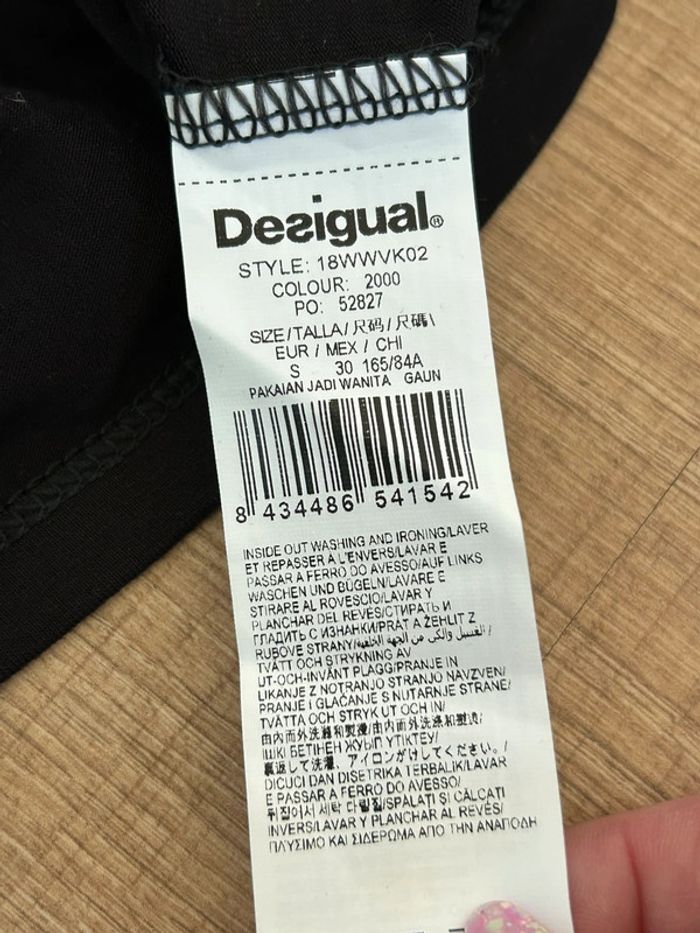 Desigual®
STYLE: 18WWVK02
COLOUR: 2000
PO: 52827
SIZE/TALLA/尺码/尺碼\
EUR / MEX / CHI
S 30 165/84A
PAKAIAN JADI WANITA GAUN
8 434486 541542
INSIDE OUT WASHING AND IRONING/LAVER
ET REPASSER À L'ENVERS/LAVAR E
PASSAR A FERRO DO AVESSO/AUF LINKS
WASCHEN UND BÜGELN/LAVARE E
STIRARE AL ROVESCIO/LAVAR Y
PLANCHAR DEL REVÉS/СТИРАТЬ И
ГЛАДИТЬ С ИЗНАНКИ/PRÁT A ŽEHLIT Z
RUBOVÉ STRANY/الغسيل والكي من الجهة الخلفية/
TVÄTT OCH STRYKNING AV
UT-OCH-INVÄNT PLAGG/PRANJE IN
LIKANJE Z NOTRANJO STRANJO NAVZVEN/
PRANJE I GLAČANJE S NUTARNJE STRANE/
TVÄTTA OCH STRYK UT OCH IN/
由內而外洗滌和熨燙/由内而外洗涤和熨烫/
ІШКІ БЕТІНЕН ЖУЫП ҮТІКТЕУ/
裏返して洗濯、アイロンがけしてください。/
DICUCI DAN DISETRIKA TERBALIK/LAVAR
E PASSAR A FERRO DO AVESSO/
뒤집어서 세탁 다림질/SPĂLAȚI ȘI CĂLCAȚI
INVERS/LAVAR Y PLANCHAR AL REVÉS/
ΠΛΥΣΙΜΟ ΚΑΙ ΣΙΔΕΡΩΜΑ ΑΠΟ ΤΗΝ ΑΝΑΠΟΔΗ